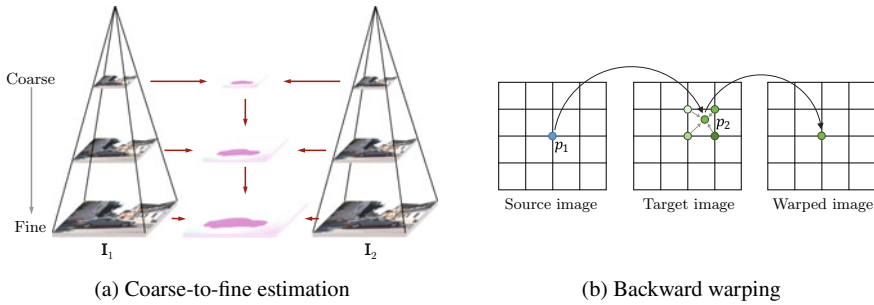 Coarse
Fine
I₁
I₂
(a) Coarse-to-fine estimation
p₁
p₂
Source image
Target image
Warped image
(b) Backward warping